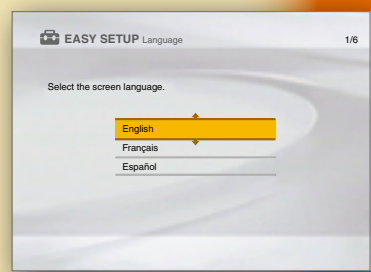 EASY SETUP Language 1/6
Select the screen language.
English
Français
Español